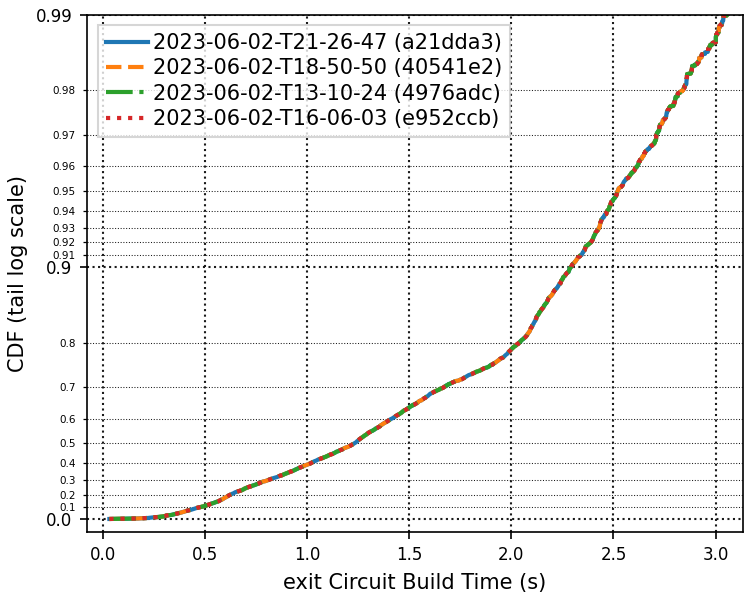 2023-06-02-T21-26-47 (a21dda3)
2023-06-02-T18-50-50 (40541e2)
2023-06-02-T13-10-24 (4976adc)
2023-06-02-T16-06-03 (e952ccb)
CDF (tail log scale)
0.99
0.98
0.97
0.96
0.95
0.94
0.93
0.92
0.91
0.9
0.8
0.7
0.6
0.5
0.4
0.3
0.2
0.1
0.0
0.0 0.5 1.0 1.5 2.0 2.5 3.0
exit Circuit Build Time (s)